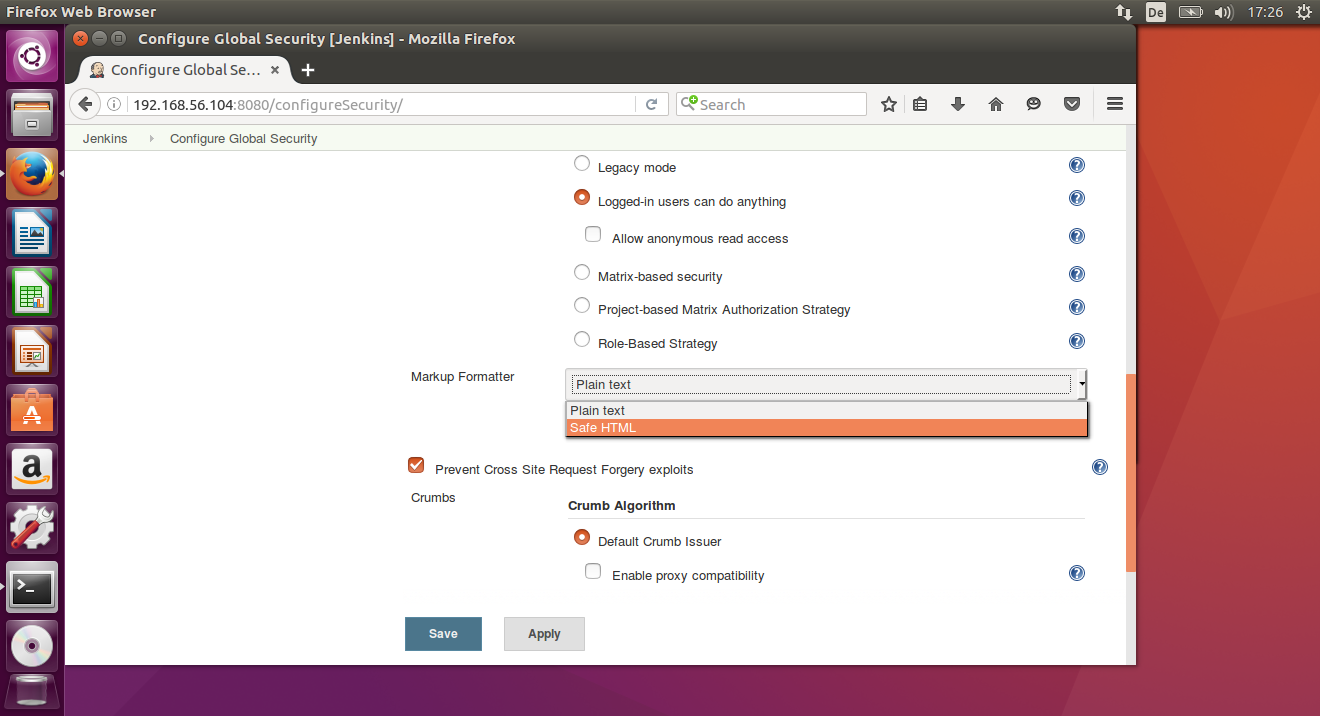 Firefox Web Browser
De
17:26
Configure Global Security [Jenkins] - Mozilla Firefox
Configure Global Se...
192.168.56.104:8080/configureSecurity/
Search
Jenkins
Configure Global Security
Legacy mode
Logged-in users can do anything
Allow anonymous read access
Matrix-based security
Project-based Matrix Authorization Strategy
Role-Based Strategy
Markup Formatter
Plain text
Plain text
Safe HTML
Prevent Cross Site Request Forgery exploits
Crumbs
Crumb Algorithm
Default Crumb Issuer
Enable proxy compatibility
Save
Apply